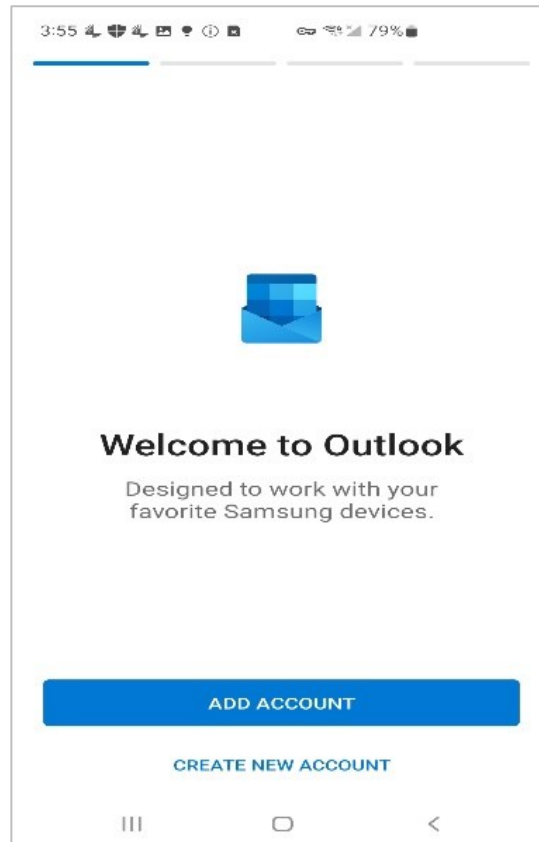 3:55 79%
Welcome to Outlook
Designed to work with your
favorite Samsung devices.
ADD ACCOUNT
CREATE NEW ACCOUNT